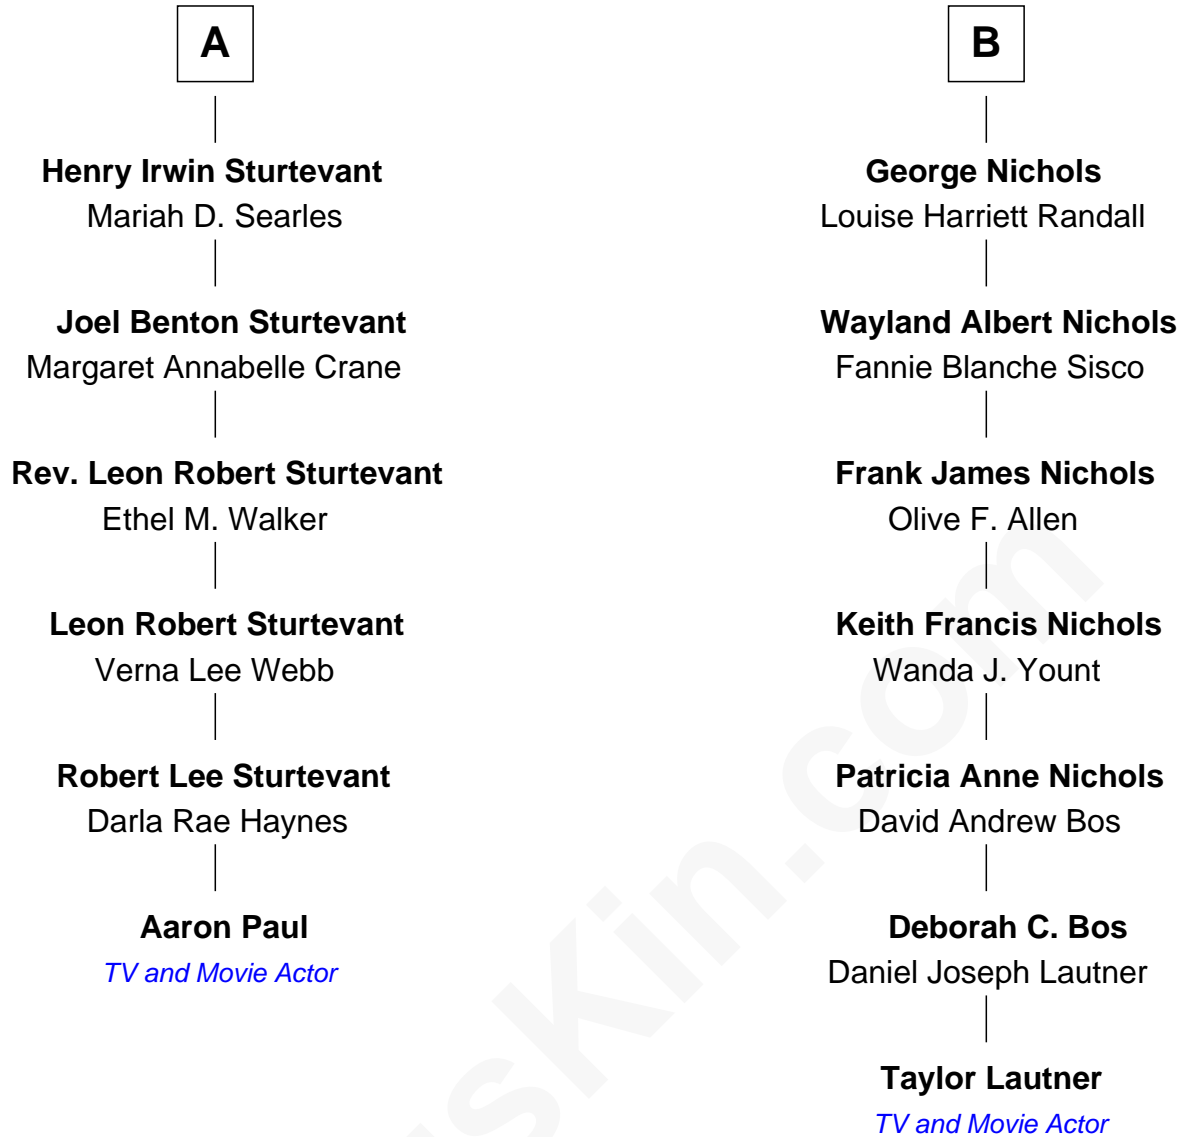 A
Henry Irwin Sturtevant
Mariah D. Searles
Joel Benton Sturtevant
Margaret Annabelle Crane
Rev. Leon Robert Sturtevant
Ethel M. Walker
Leon Robert Sturtevant
Verna Lee Webb
Robert Lee Sturtevant
Darla Rae Haynes
Aaron Paul
TV and Movie Actor
B
George Nichols
Louise Harriett Randall
Wayland Albert Nichols
Fannie Blanche Sisco
Frank James Nichols
Olive F. Allen
Keith Francis Nichols
Wanda J. Yount
Patricia Anne Nichols
David Andrew Bos
Deborah C. Bos
Daniel Joseph Lautner
Taylor Lautner
TV and Movie Actor